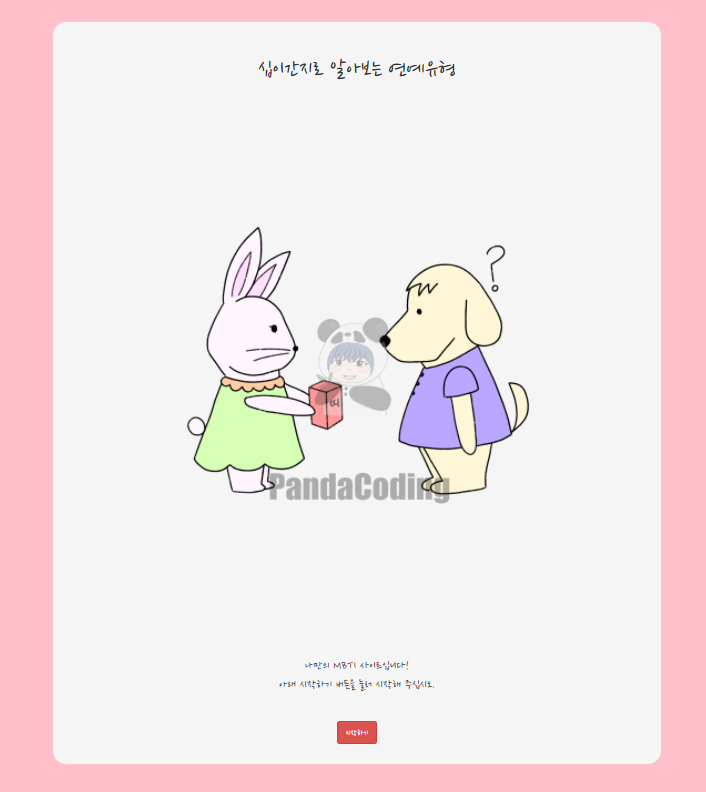 십이간지로 알아보는 연애유형
?
띠
PandaCoding
나만의 MBTI 사이트입니다!
아래 시작하기 버튼을 눌러 시작해 주십시오.
시작하기